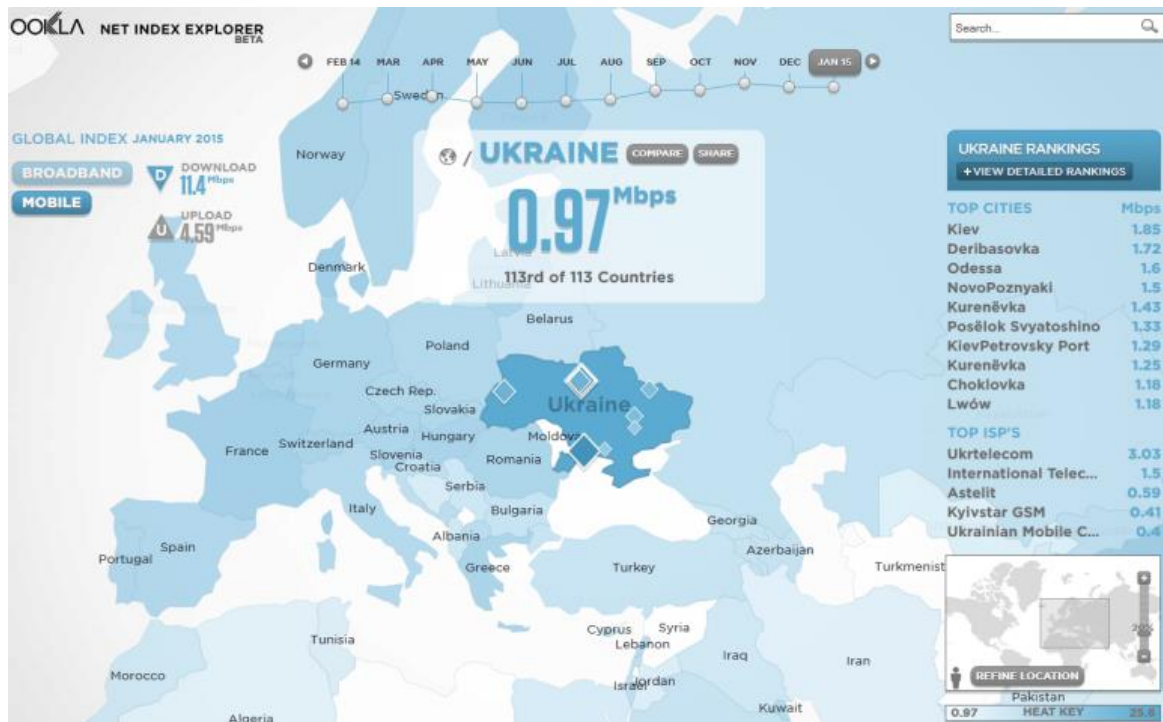 OOKLA NET INDEX EXPLORER
BETA
Search...
FEB 14 MAR APR MAY JUN JUL AUG SEP OCT NOV DEC JAN 15
GLOBAL INDEX JANUARY 2015
BROADBAND
MOBILE
D DOWNLOAD
11.4 Mbps
U UPLOAD
4.59 Mbps
/ UKRAINE COMPARE SHARE
0.97 Mbps
113rd of 113 Countries
UKRAINE RANKINGS
+VIEW DETAILED RANKINGS
TOP CITIES Mbps
Kiev 1.85
Deribasovka 1.72
Odessa 1.6
NovoPoznyaki 1.5
Kurenëvka 1.43
Posëlok Svyatoshino 1.33
KievPetrovsky Port 1.29
Kurenëvka 1.25
Choklovka 1.18
Lwów 1.18
TOP ISP'S
Ukrtelecom 3.03
International Telec... 1.5
Astelit 0.59
Kyivstar GSM 0.41
Ukrainian Mobile C... 0.4
Sweden
Norway
Latvia
Denmark
Lithuania
Belarus
Poland
Germany
Czech Rep.
Ukraine
Slovakia
Austria
Hungary
Moldova
France
Switzerland
Slovenia
Romania
Croatia
Serbia
Italy
Bulgaria
Georgia
Albania
Azerbaijan
Spain
Portugal
Greece
Turkey
Turkmenist
Cyprus
Syria
Tunisia
Lebanon
Iraq
Iran
Morocco
Israel
Jordan
Kuwait
Algeria
20%
REFINE LOCATION
Pakistan
0.97 HEAT KEY 25.6